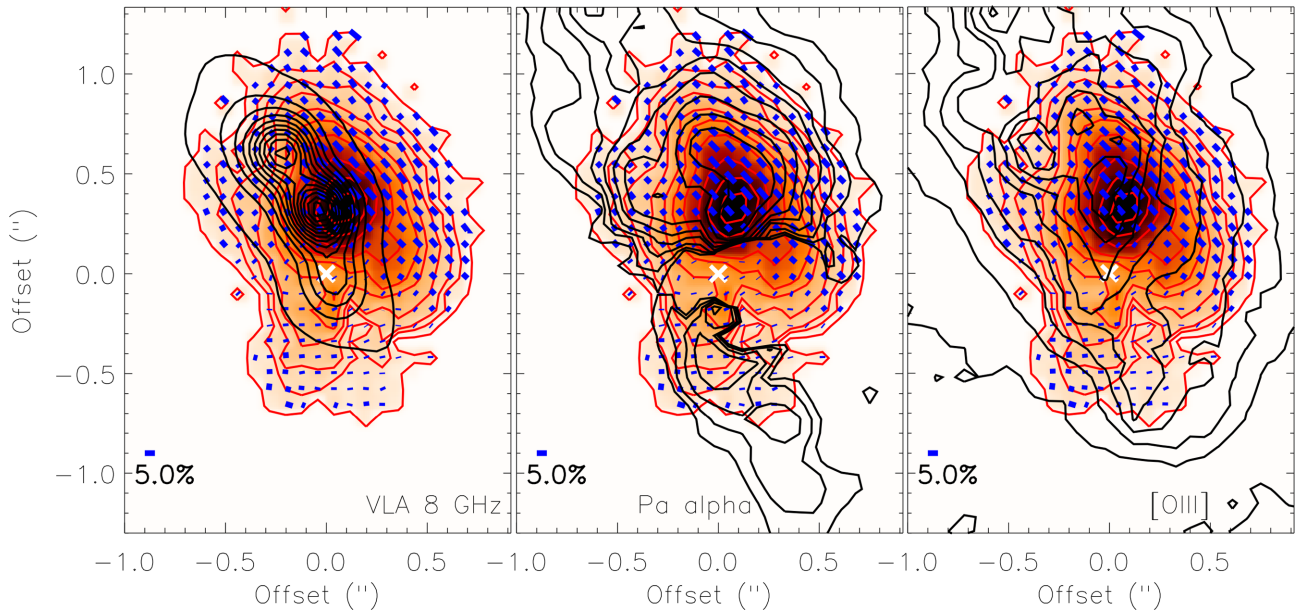 Offset (")
1.0
0.5
0.0
−0.5
−1.0
5.0%
VLA 8 GHz
5.0%
Pa alpha
5.0%
[OIII]
−1.0 −0.5 0.0 0.5 −1.0 −0.5 0.0 0.5 −1.0 −0.5 0.0 0.5
Offset (") Offset (") Offset (")